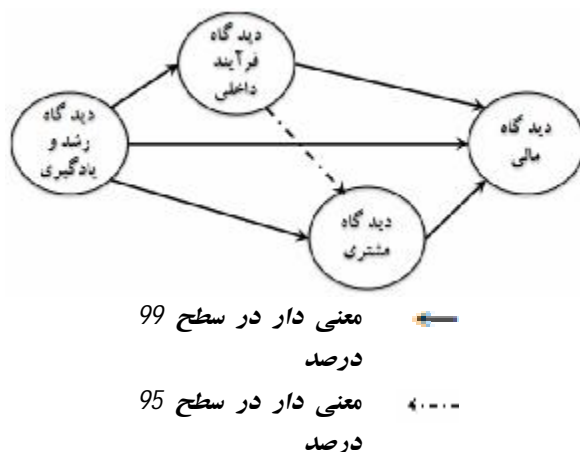 دید گاه
فرآیند
داخلی
دید گاه
رشد و
یادگیری
دید گاه
مالی
دید گاه
مشتری
معنی دار در سطح 99
درصد
معنی دار در سطح 95
درصد